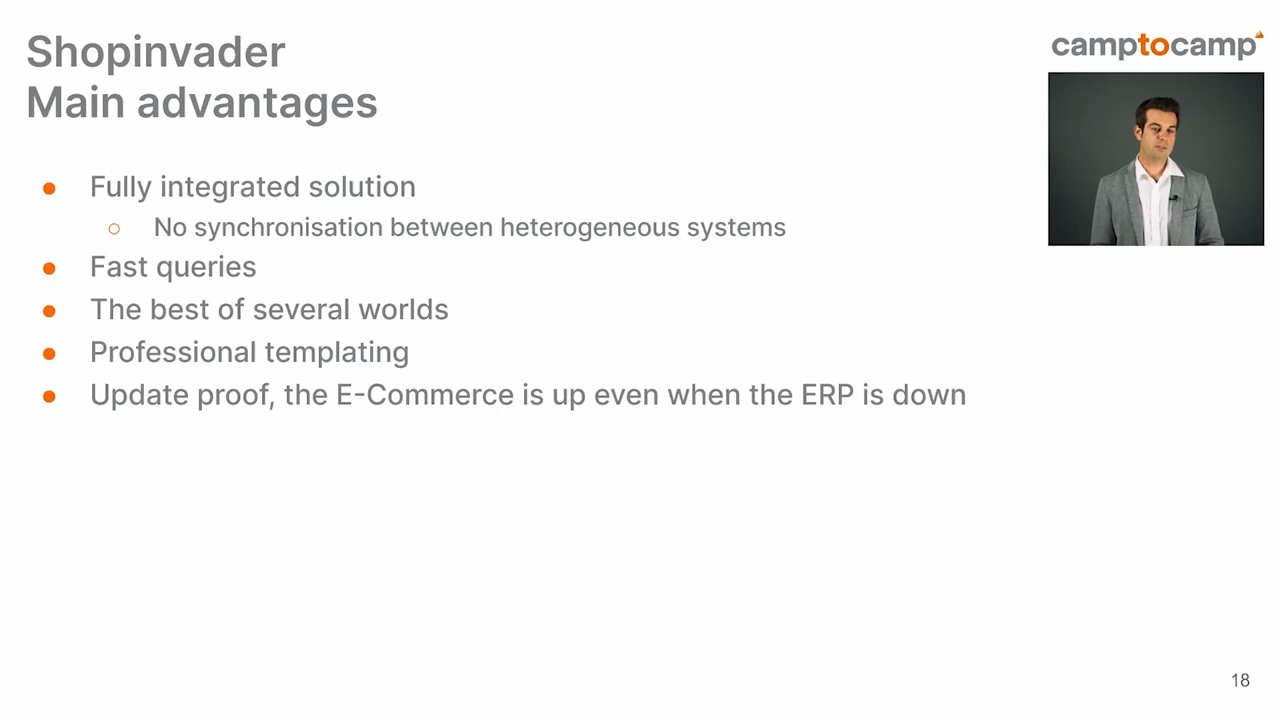 Shopinvader
Main advantages
camptocamp
● Fully integrated solution
○ No synchronisation between heterogeneous systems
● Fast queries
● The best of several worlds
● Professional templating
● Update proof, the E-Commerce is up even when the ERP is down
18